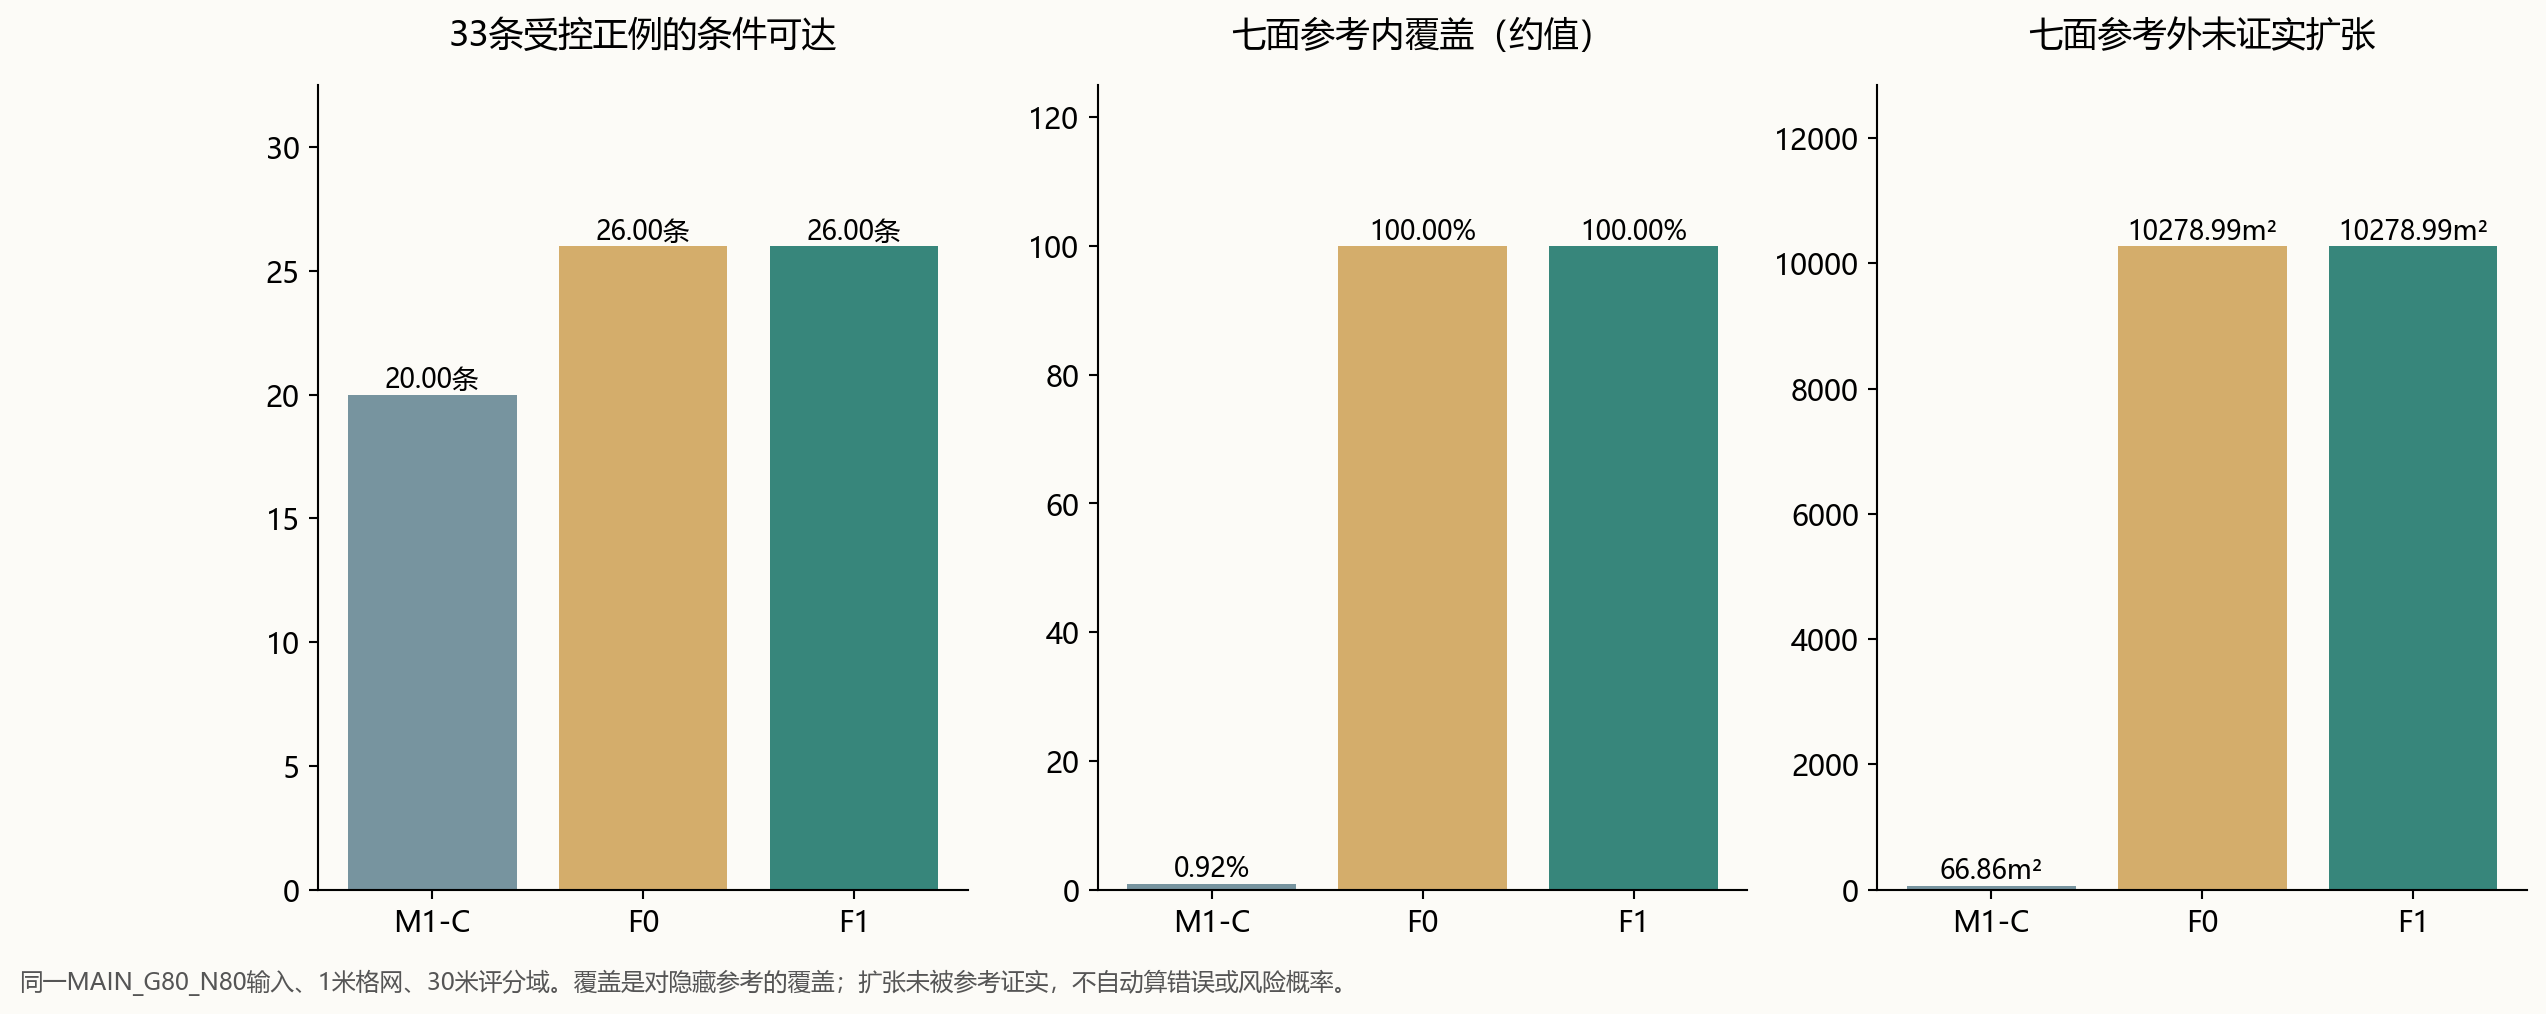 33条受控正例的条件可达
30
25
20
15
10
5
0
20.00条
26.00条
26.00条
M1-C
F0
F1
七面参考内覆盖（约值）
120
100
80
60
40
20
0
0.92%
100.00%
100.00%
M1-C
F0
F1
七面参考外未证实扩张
12000
10000
8000
6000
4000
2000
0
66.86m²
10278.99m²
10278.99m²
M1-C
F0
F1
同一MAIN_G80_N80输入、1米格网、30米评分域。覆盖是对隐藏参考的覆盖；扩张未被参考证实，不自动算错误或风险概率。